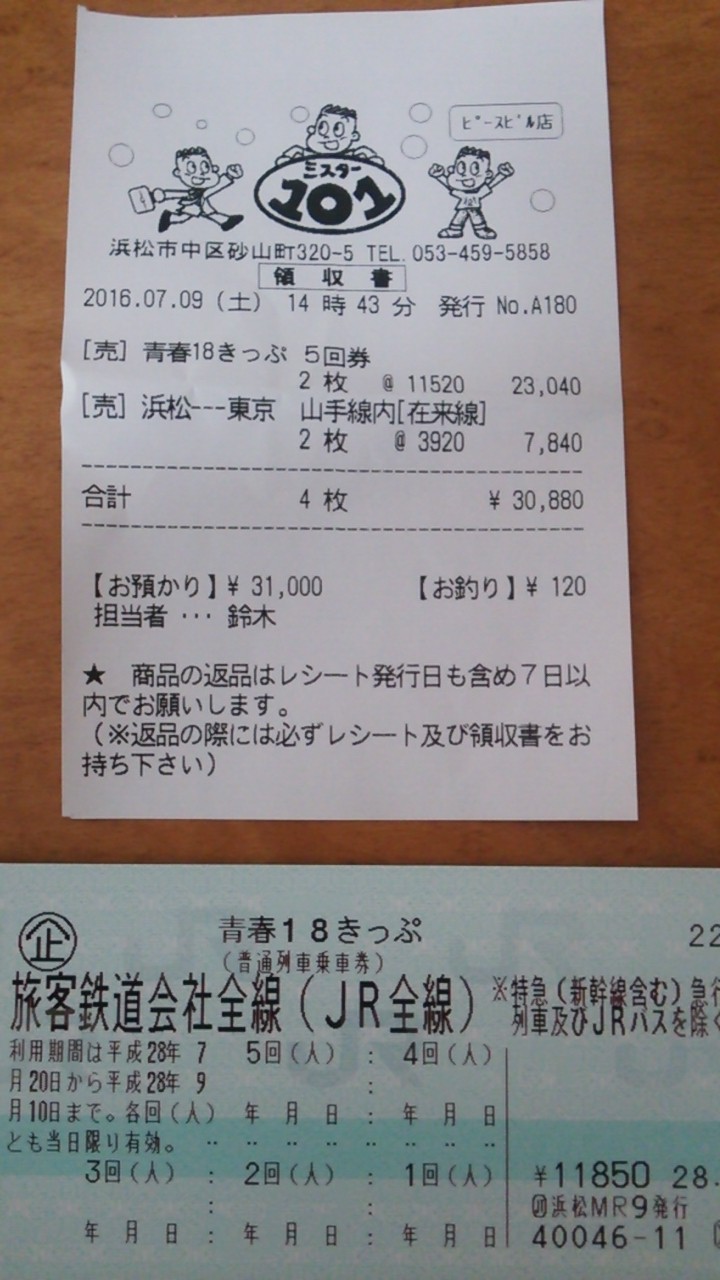 ピースビル店
ミスター
101
浜松市中区砂山町320-5 TEL.053-459-5858
領 収 書
2016.07.09（土） 14 時 43 分 発行 No.A180
[売] 青春18きっぷ 5回券
2 枚 @ 11520 23,040
[売] 浜松---東京 山手線内[在来線]
2 枚 @ 3920 7,840
合計 4 枚 ¥ 30,880
【お預かり】¥ 31,000 【お釣り】¥ 120
担当者 ･･･ 鈴木
★ 商品の返品はレシート発行日も含め７日以
内でお願いします。
（※返品の際には必ずレシート及び領収書をお
持ち下さい）
企
青春１８きっぷ
22
（普通列車乗車券）
旅客鉄道会社全線（ＪＲ全線）
※特急（新幹線含む）急行
列車及びＪＲバスを除く
利用期間は平成28年 7 5回(人) : 4回(人)
月20日から平成28年 9 :
月10日まで。各回(人) 年 月 日 : 年 月 日
とも当日限り有効。
3回(人) : 2回(人) : 1回(人)
¥11850 28.
: :
浜松MR9発行
年 月 日 : 年 月 日 : 年 月 日
40046-11